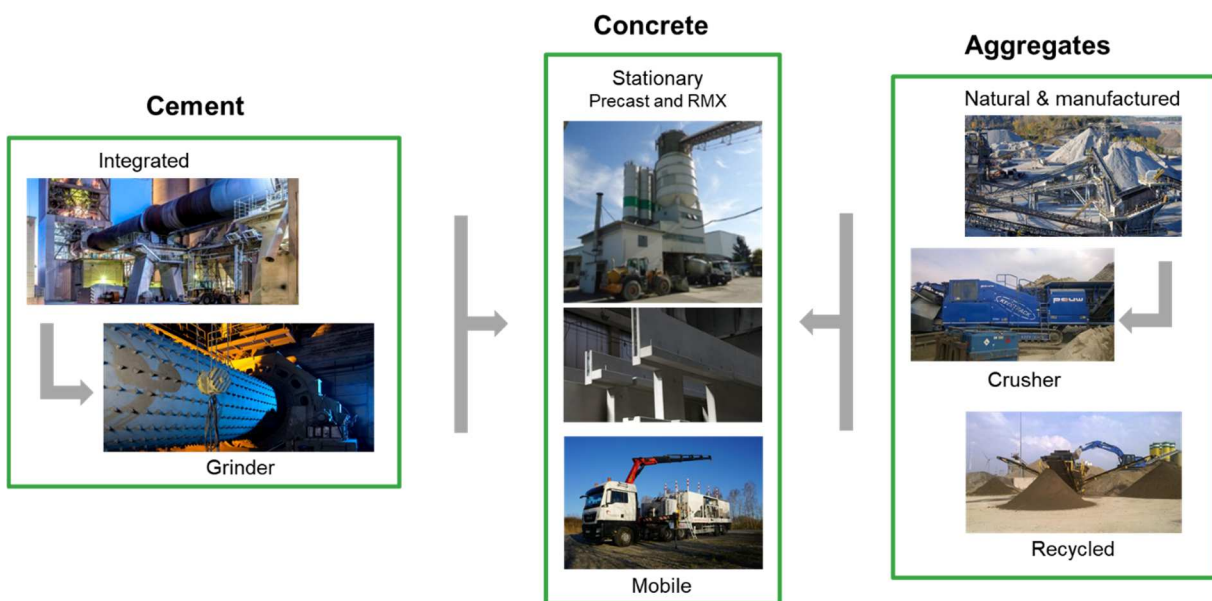 Cement
Integrated
Grinder
Concrete
Stationary
Precast and RMX
Mobile
Aggregates
Natural & manufactured
Crusher
Recycled